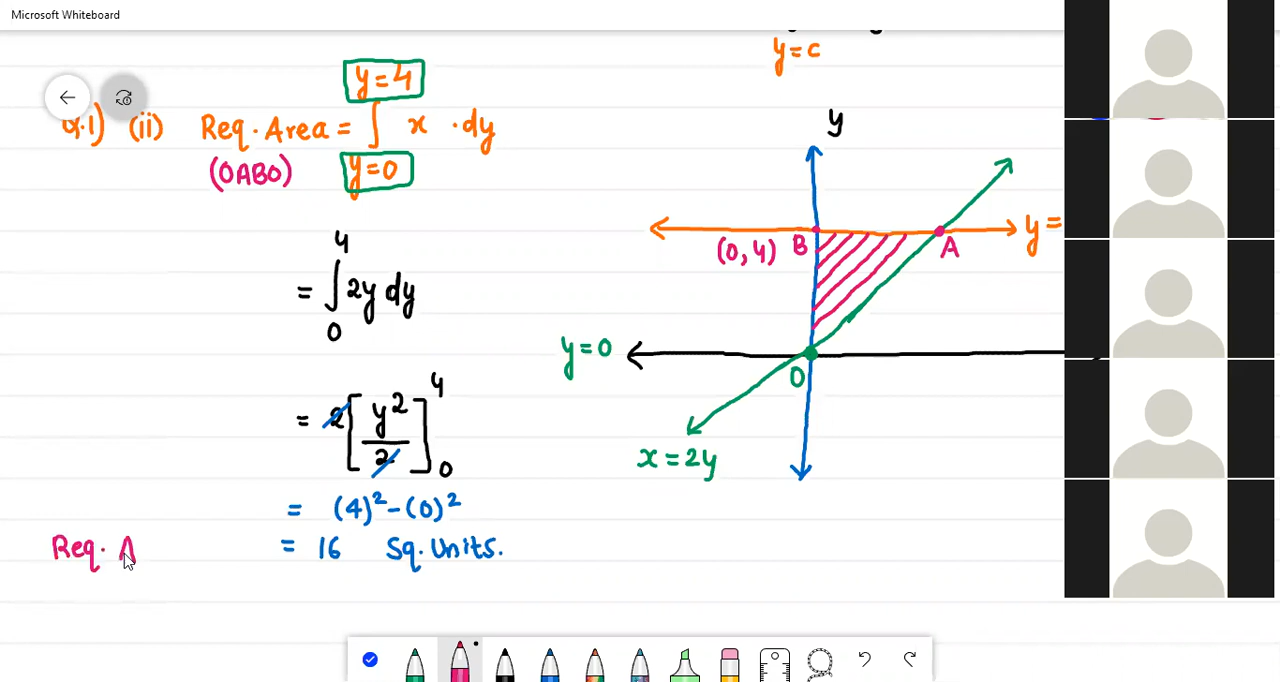 Microsoft Whiteboard
y = c
y = 4
Q.1) (ii) Req. Area = ∫ x . dy
(OABO) y = 0
y
4
= ∫ 2y dy
0
B
(0, 4)
A
y =
y = 0
O
x = 2y
= 2 [ y² / 2 ] 4 0
= (4)² - (0)²
Req. A = 16 Sq. Units.